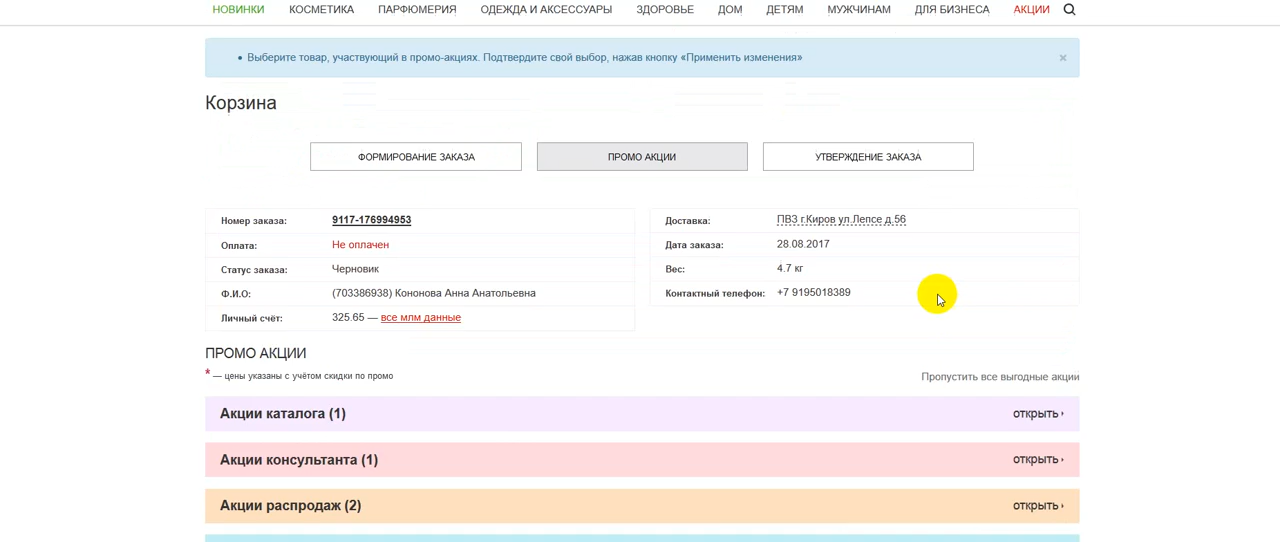 НОВИНКИ КОСМЕТИКА ПАРФЮМЕРИЯ ОДЕЖДА И АКСЕССУАРЫ ЗДОРОВЬЕ ДОМ ДЕТЯМ МУЖЧИНАМ ДЛЯ БИЗНЕСА АКЦИИ
• Выберите товар, участвующий в промо-акциях. Подтвердите свой выбор, нажав кнопку «Применить изменения» ×
Корзина
ФОРМИРОВАНИЕ ЗАКАЗА ПРОМО АКЦИИ УТВЕРЖДЕНИЕ ЗАКАЗА
Номер заказа: 9117-176994953
Оплата: Не оплачен
Статус заказа: Черновик
Ф.И.О: (703386938) Кононова Анна Анатольевна
Личный счёт: 325.65 — все млм данные
Доставка: ПВЗ г.Киров ул.Лепсе д.56
Дата заказа: 28.08.2017
Вес: 4.7 кг
Контактный телефон: +7 9195018389
ПРОМО АКЦИИ
* — цены указаны с учётом скидки по промо
Пропустить все выгодные акции
Акции каталога (1) открыть
Акции консультанта (1) открыть
Акции распродаж (2) открыть